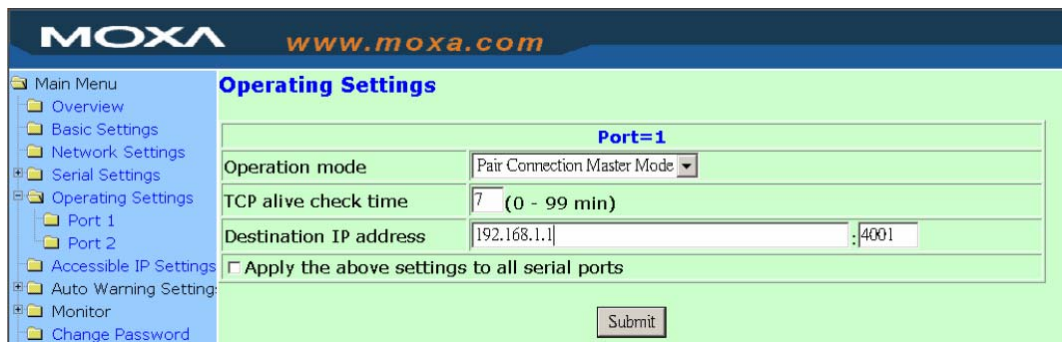 MOXA www.moxa.com
Main Menu
Overview
Basic Settings
Network Settings
Serial Settings
Operating Settings
Port 1
Port 2
Accessible IP Settings
Auto Warning Setting
Monitor
Change Password
Operating Settings
Port=1
Operation mode Pair Connection Master Mode
TCP alive check time 7 (0 - 99 min)
Destination IP address 192.168.1.1 : 4001
Apply the above settings to all serial ports
Submit